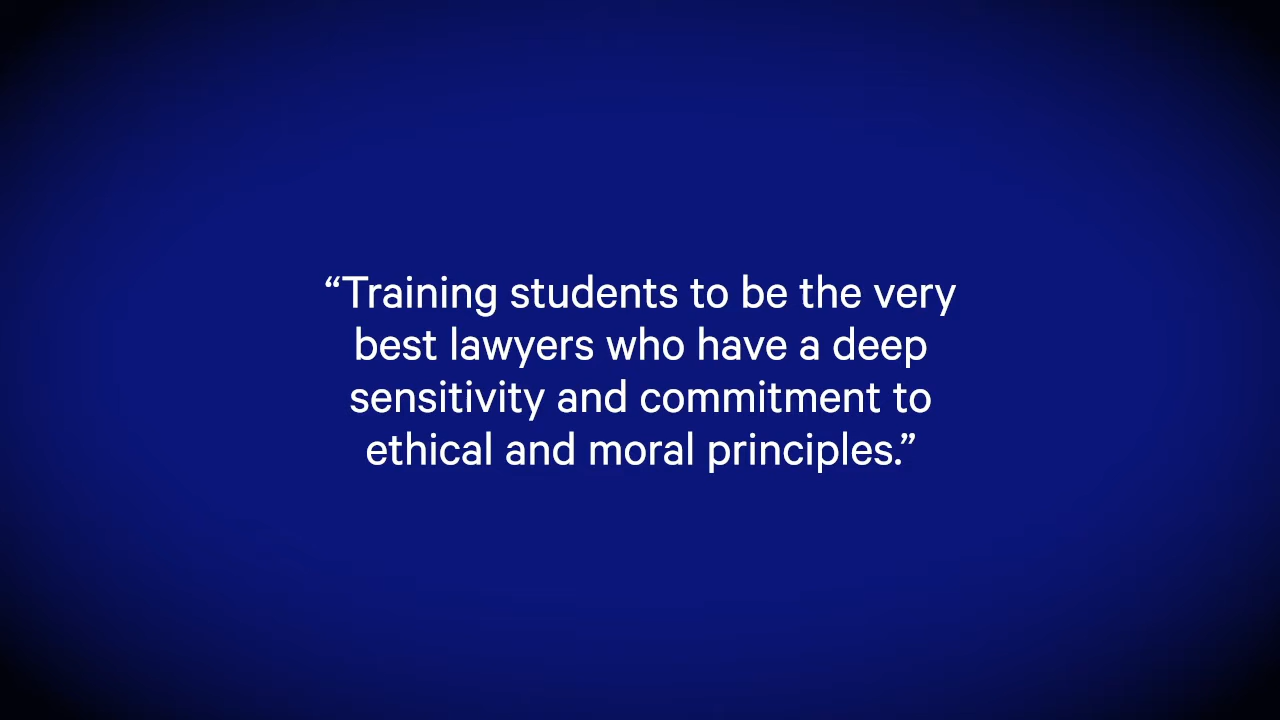 “Training students to be the very
best lawyers who have a deep
sensitivity and commitment to
ethical and moral principles.”